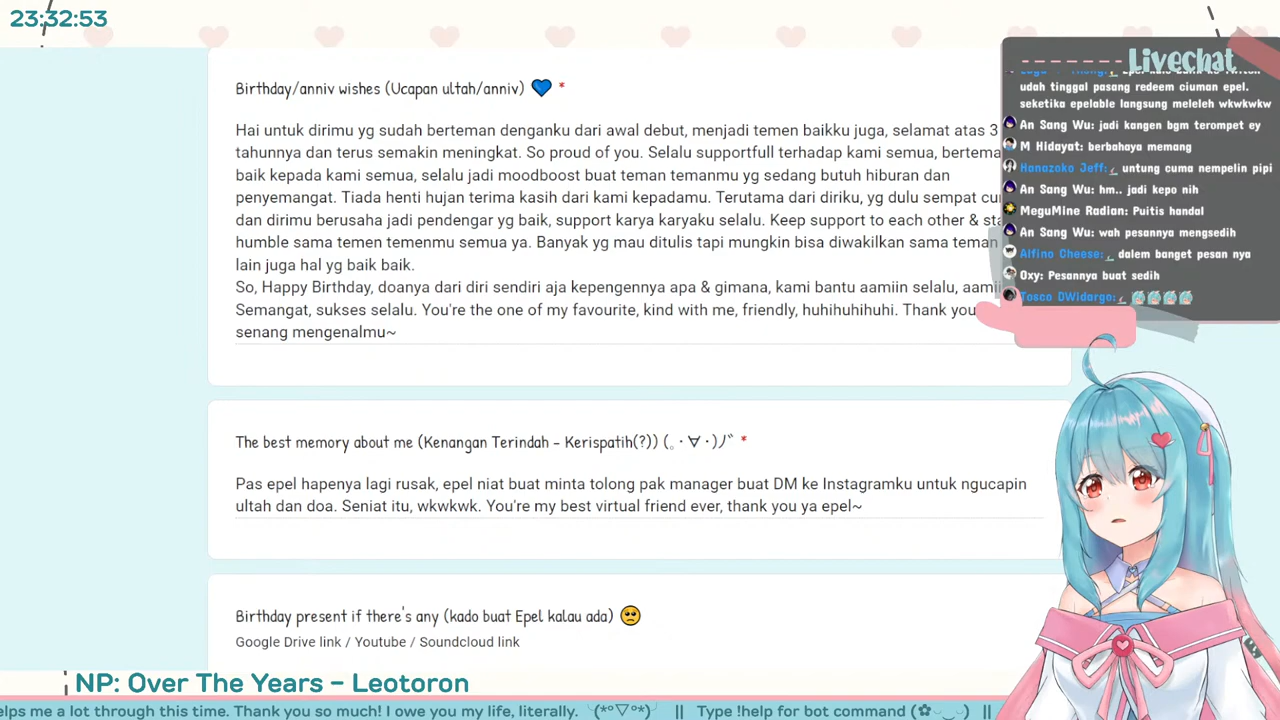 23:32:53
Birthday/anniv wishes (Ucapan ultah/anniv) 💙 *
Hai untuk dirimu yg sudah berteman denganku dari awal debut, menjadi temen baikku juga, selamat atas 3
tahunnya dan terus semakin meningkat. So proud of you. Selalu supportfull terhadap kami semua,
baik kepada kami semua, selalu jadi moodboost buat teman temanmu yg sedang butuh hiburan dan
penyemangat. Tiada henti hujan terima kasih dari kami kepadamu. Terutama dari diriku, yg dulu sempat
dan dirimu berusaha jadi pendengar yg baik, support karya karyaku selalu. Keep support to each other &
humble sama temen temenmu semua ya. Banyak yg mau ditulis tapi mungkin bisa diwakilkan sama teman
lain juga hal yg baik baik.
So, Happy Birthday, doanya dari diri sendiri aja kepengennya apa & gimana, kami bantu aamiin selalu,
Semangat, sukses selalu. You're the one of my favourite, kind with me, friendly, huhihuhihuhi. Thank you
senang mengenalmu~
The best memory about me (Kenangan Terindah - Kerispatih(?)) (｡・∀・)ﾉﾞ *
Pas epel hapenya lagi rusak, epel niat buat minta tolong pak manager buat DM ke Instagramku untuk ngucapin
ultah dan doa. Seniat itu, wkwkwk. You're my best virtual friend ever, thank you ya epel~
Birthday present if there's any (kado buat Epel kalau ada) 🥺
Google Drive link / Youtube / Soundcloud link
Livechat
udah tinggal pasang redeem ciuman epel.
seketika epelable langsung meleleh wkwkwkw
An Sang Wu: jadi kangen bgm terompet ey
M Hidayat: berbahaya memang
Hanazoko Jeff: untung cuma nempelin pipi
An Sang Wu: hm.. jadi kepo nih
MeguMine Radian: Puitis handal
An Sang Wu: wah pesannya mengsedih
Alfino Cheese: dalem banget pesan nya
Oxy: Pesannya buat sedih
Tosco DWidargo:
NP: Over The Years - Leotoron
elps me a lot through this time. Thank you so much! I owe you my life, literally. (*°▽°*) || Type !help for bot command (✿◡‿◡) ||